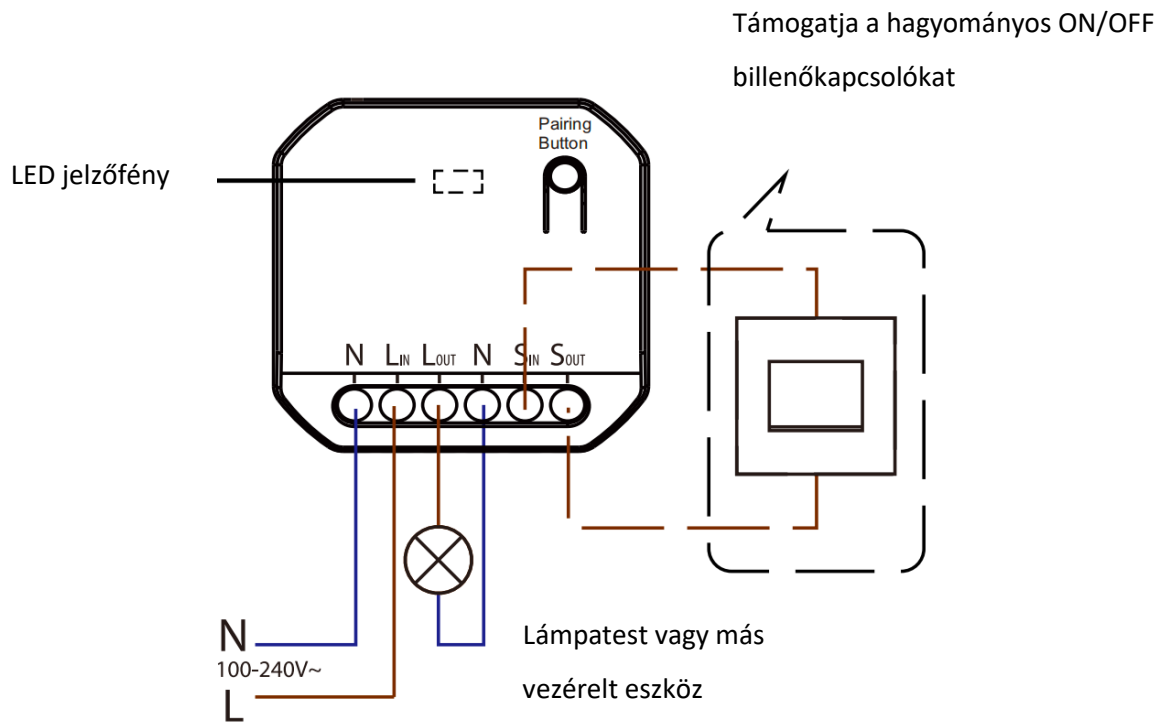 Támogatja a hagyományos ON/OFF
billenőkapcsolókat
Pairing
Button
LED jelzőfény
N LIN LOUT N SIN SOUT
N
100-240V~
L
Lámpatest vagy más
vezérelt eszköz